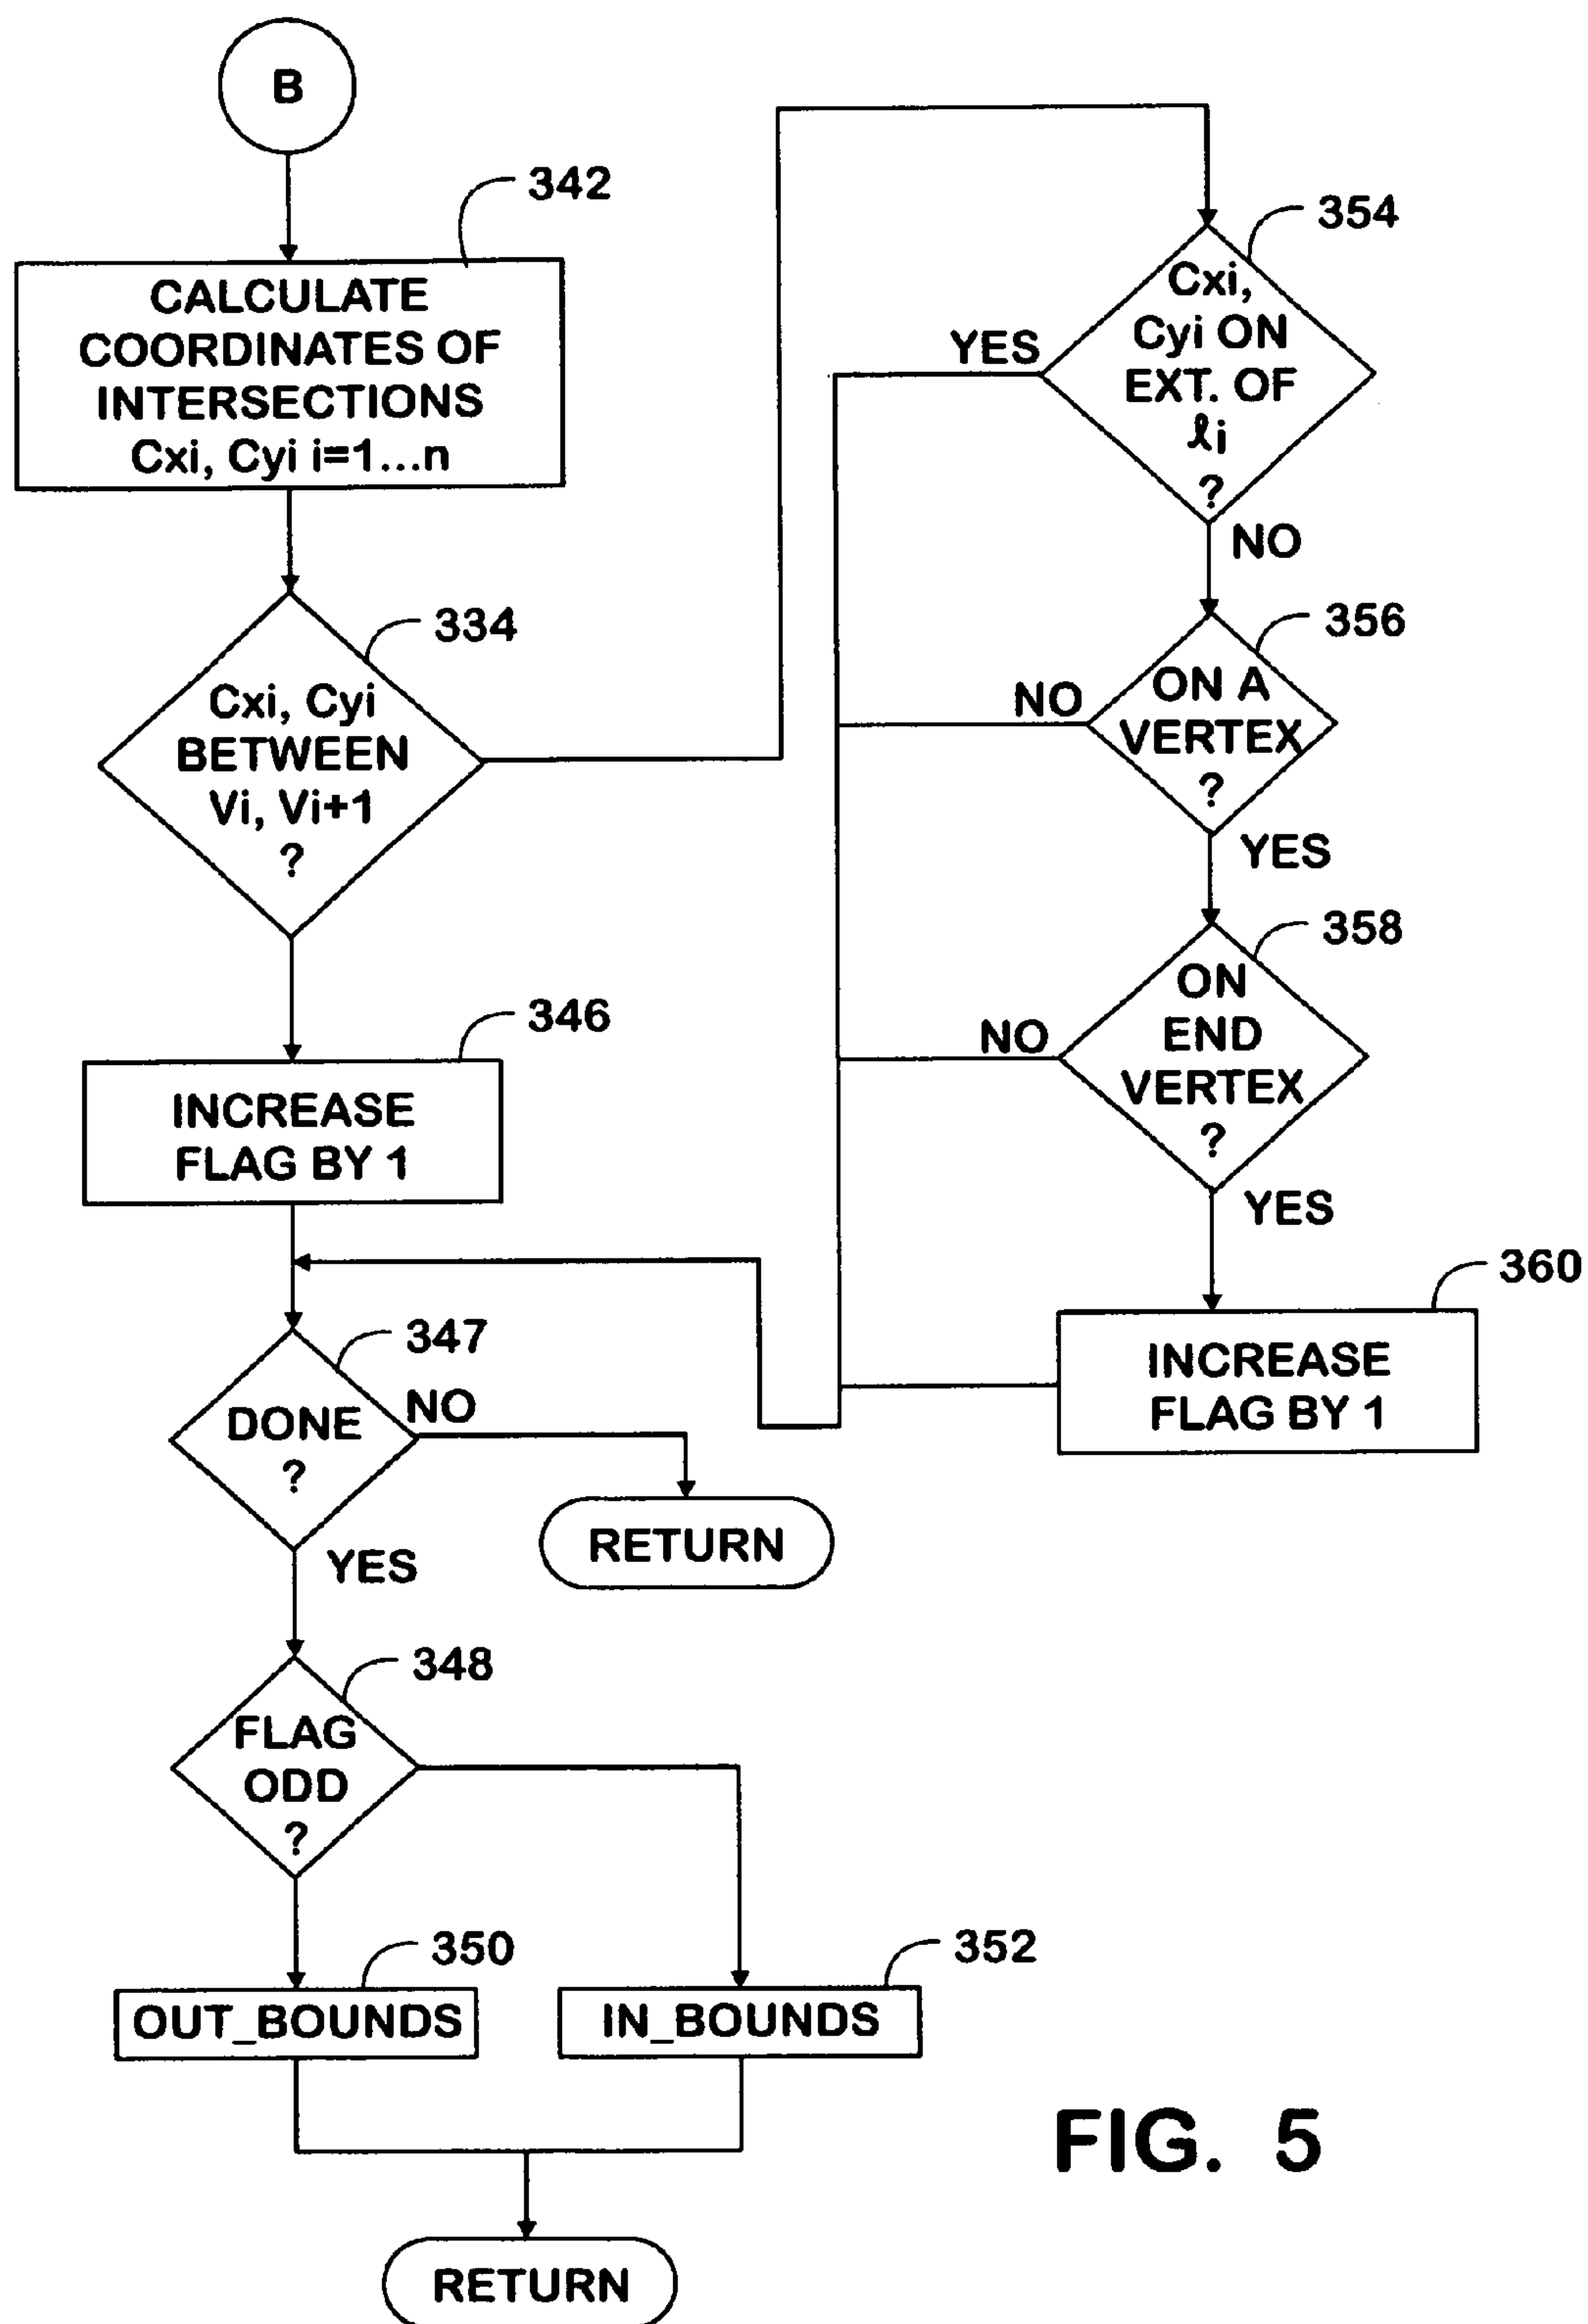 B
342
CALCULATE
COORDINATES OF
INTERSECTIONS
Cxi, Cyi i=1...n
334
Cxi, Cyi
BETWEEN
Vi, Vi+1
?
346
INCREASE
FLAG BY 1
347
DONE
?
NO
RETURN
YES
348
FLAG
ODD
?
350
OUT_BOUNDS
352
IN_BOUNDS
RETURN
354
Cxi,
Cyi ON
EXT. OF
ℓi
?
YES
NO
356
ON A
VERTEX
?
NO
YES
358
ON
END
VERTEX
?
NO
YES
360
INCREASE
FLAG BY 1
FIG. 5